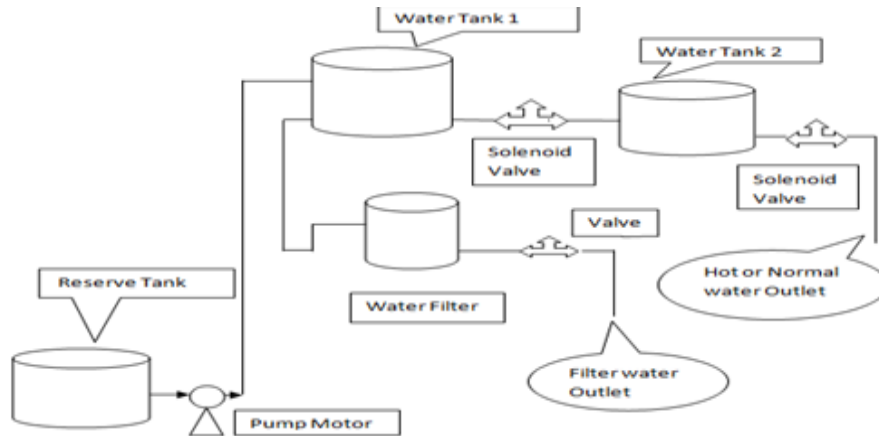 Water Tank 1
Water Tank 2
Solenoid
Valve
Solenoid
Valve
Valve
Hot or Normal
water Outlet
Reserve Tank
Water Filter
Filter water
Outlet
Pump Motor